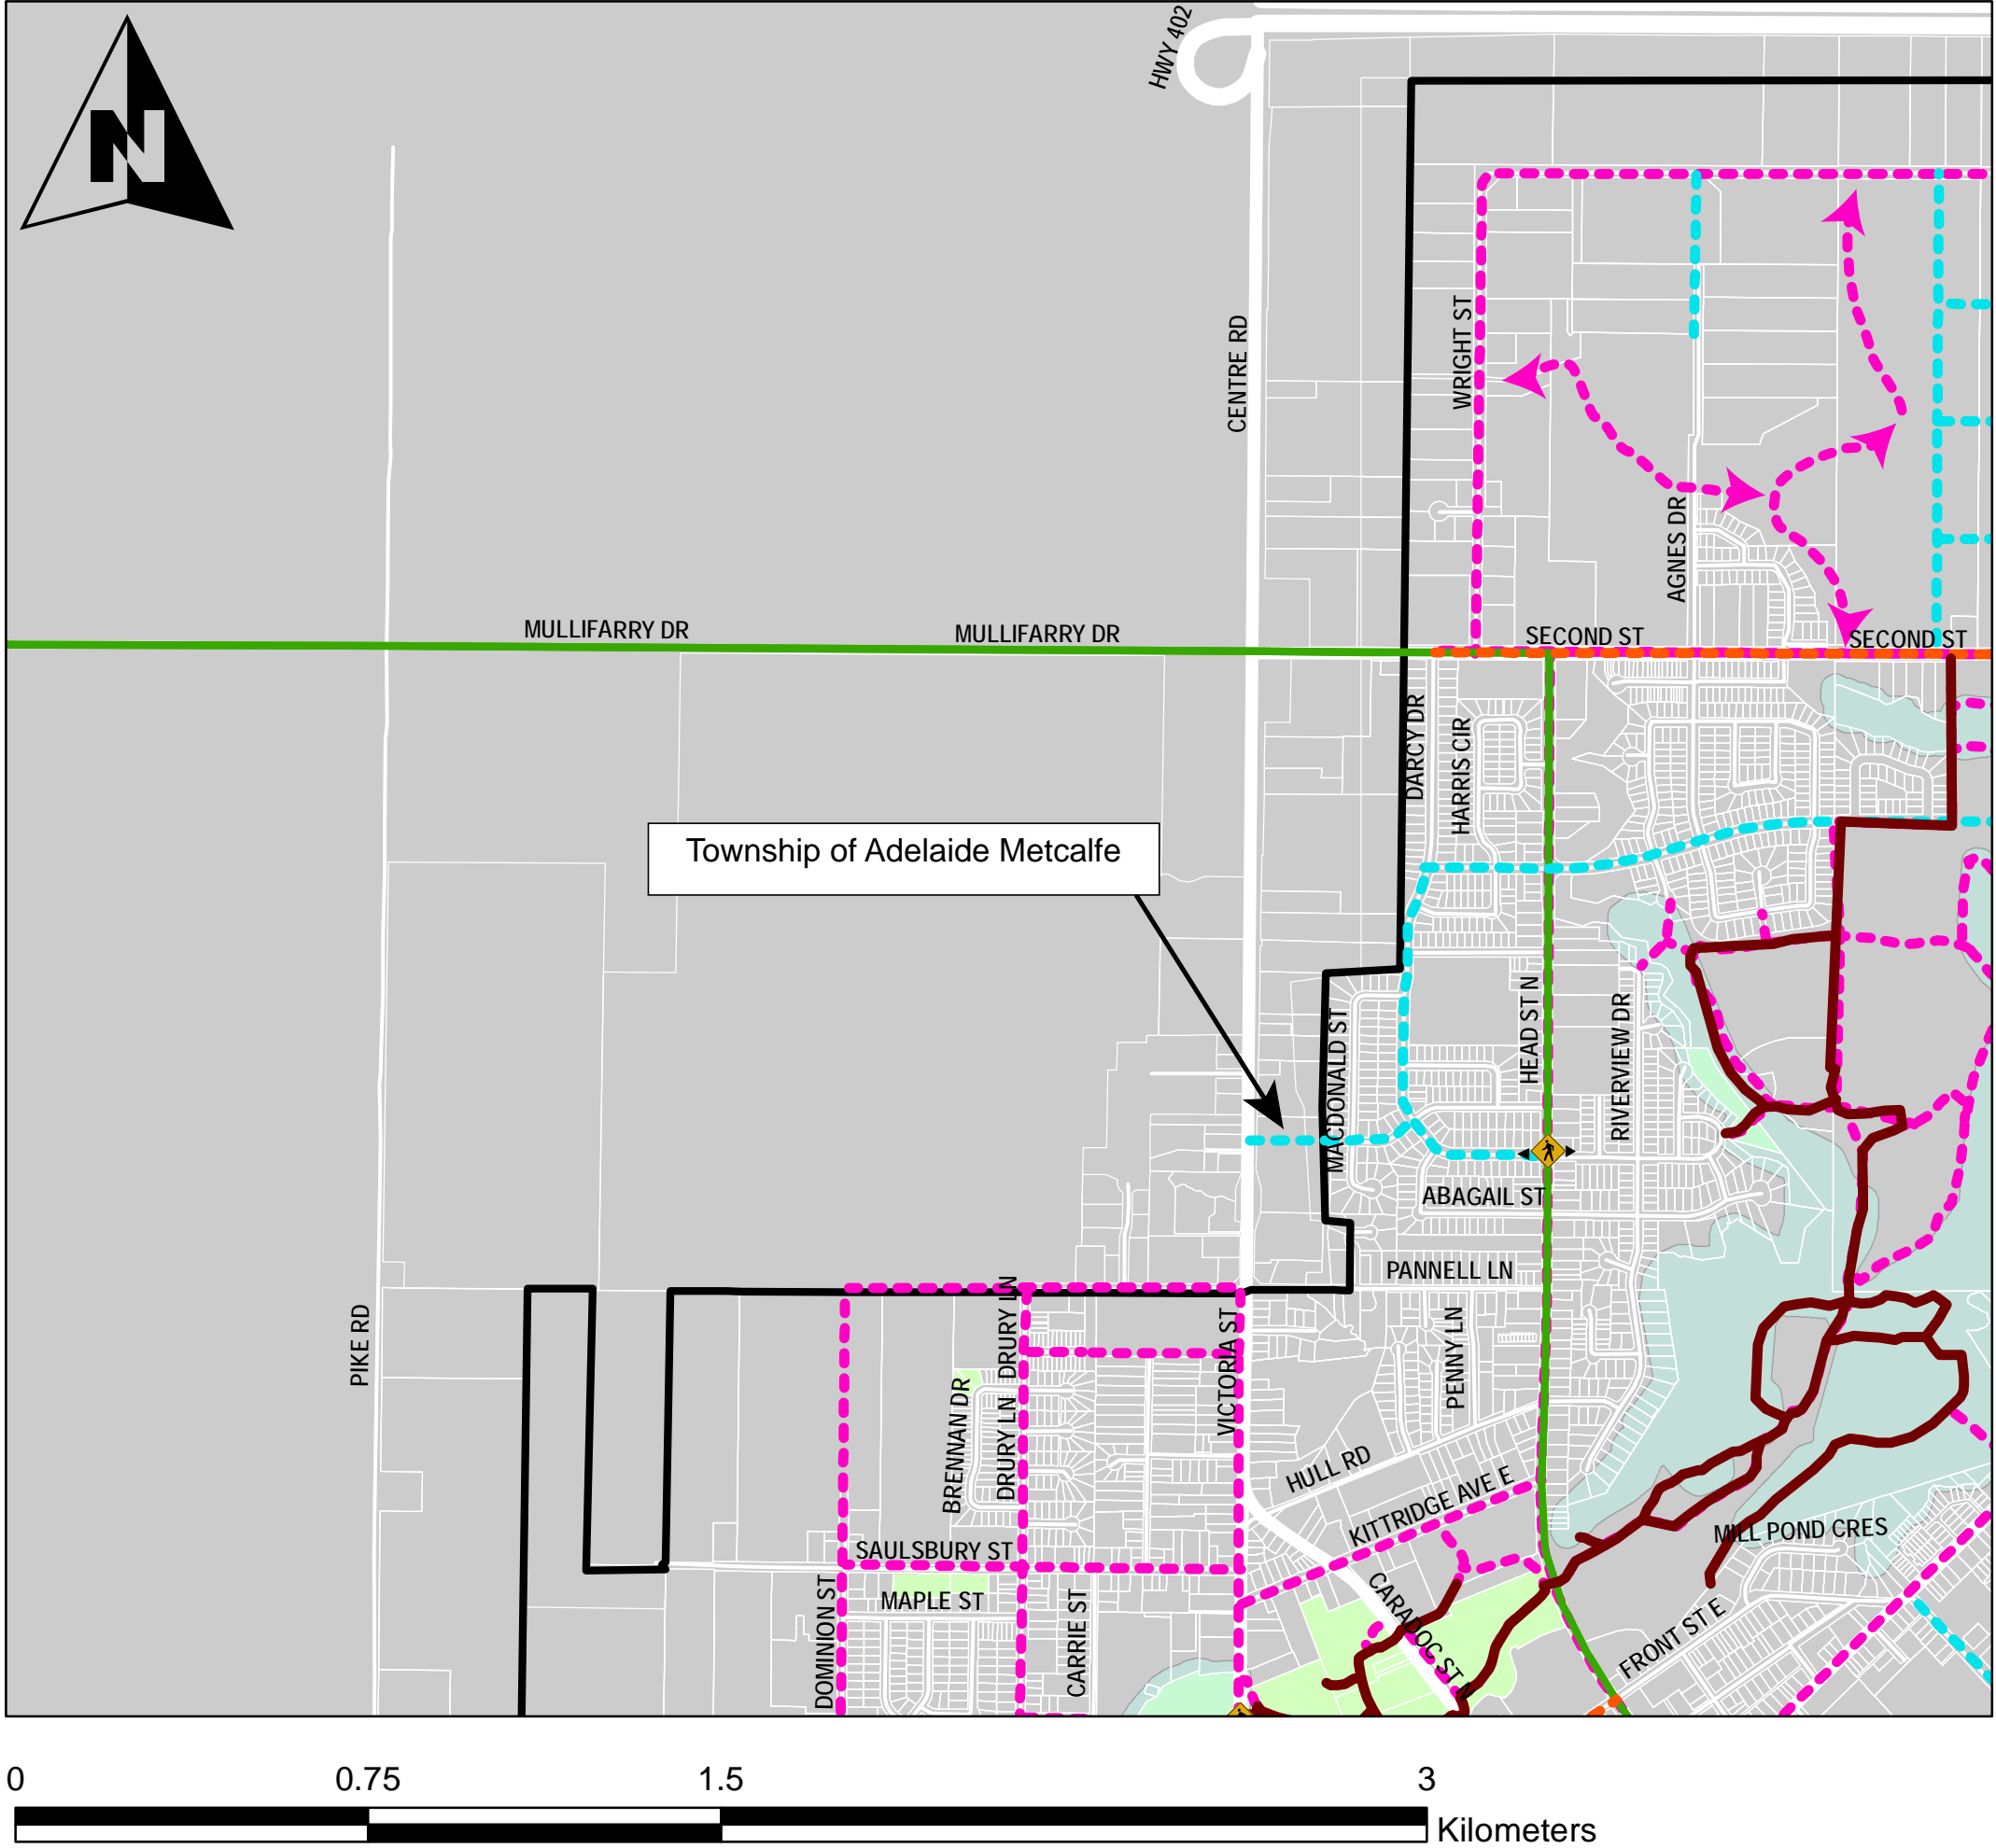 N
HWY 402
CENTRE RD
WRIGHT ST
AGNES DR
MULLIFARRY DR
MULLIFARRY DR
SECOND ST
SECOND ST
DARCY DR
HARRIS CIR
Township of Adelaide Metcalfe
MACDONALD ST
HEAD ST N
RIVERVIEW DR
ABAGAIL ST
PANNELL LN
PIKE RD
DRURY LN
DRURY LN
BRENNAN DR
VICTORIA ST
PENNY LN
HULL RD
KITTRIDGE AVE E
MILL POND CRES
SAULSBURY ST
MAPLE ST
DOMINION ST
CARRIE ST
CARADOC ST N
FRONT ST E
0 0.75 1.5 3
Kilometers